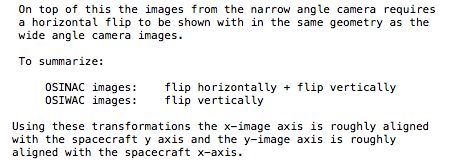 On top of this the images from the narrow angle camera requires
a horizontal flip to be shown with in the same geometry as the
wide angle camera images.
To summarize:
OSINAC images: flip horizontally + flip vertically
OSIWAC images: flip vertically
Using these transformations the x-image axis is roughly aligned
with the spacecraft y axis and the y-image axis is roughly
aligned with the spacecraft x-axis.